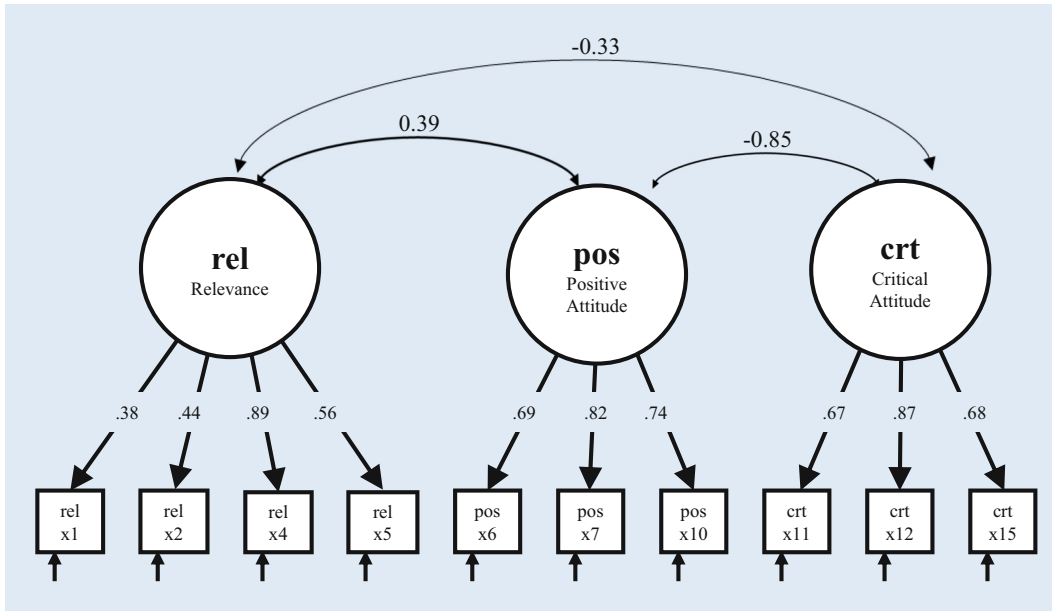 -0.33
0.39
-0.85
rel
Relevance
pos
Positive
Attitude
crt
Critical
Attitude
.38
.44
.89
.56
.69
.82
.74
.67
.87
.68
rel
x1
rel
x2
rel
x4
rel
x5
pos
x6
pos
x7
pos
x10
crt
x11
crt
x12
crt
x15